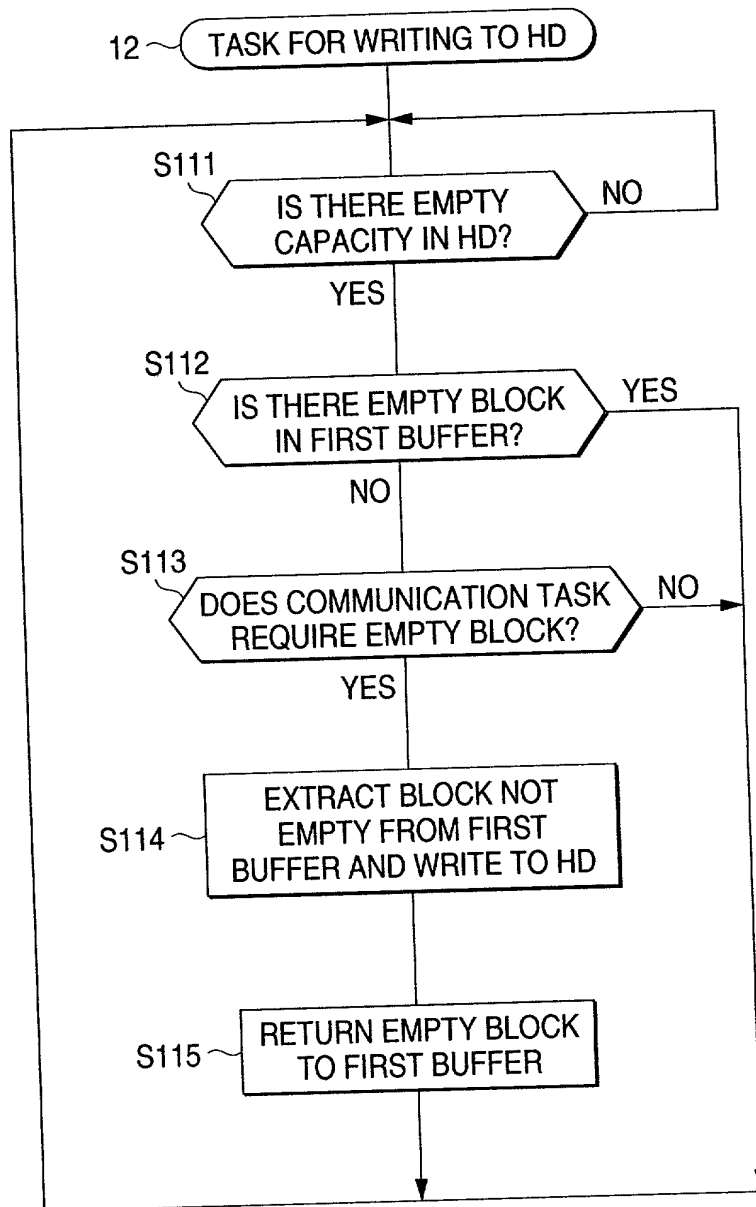 12
TASK FOR WRITING TO HD
S111
IS THERE EMPTY
CAPACITY IN HD?
NO
YES
S112
IS THERE EMPTY BLOCK
IN FIRST BUFFER?
YES
NO
S113
DOES COMMUNICATION TASK
REQUIRE EMPTY BLOCK?
NO
YES
S114
EXTRACT BLOCK NOT
EMPTY FROM FIRST
BUFFER AND WRITE TO HD
S115
RETURN EMPTY BLOCK
TO FIRST BUFFER